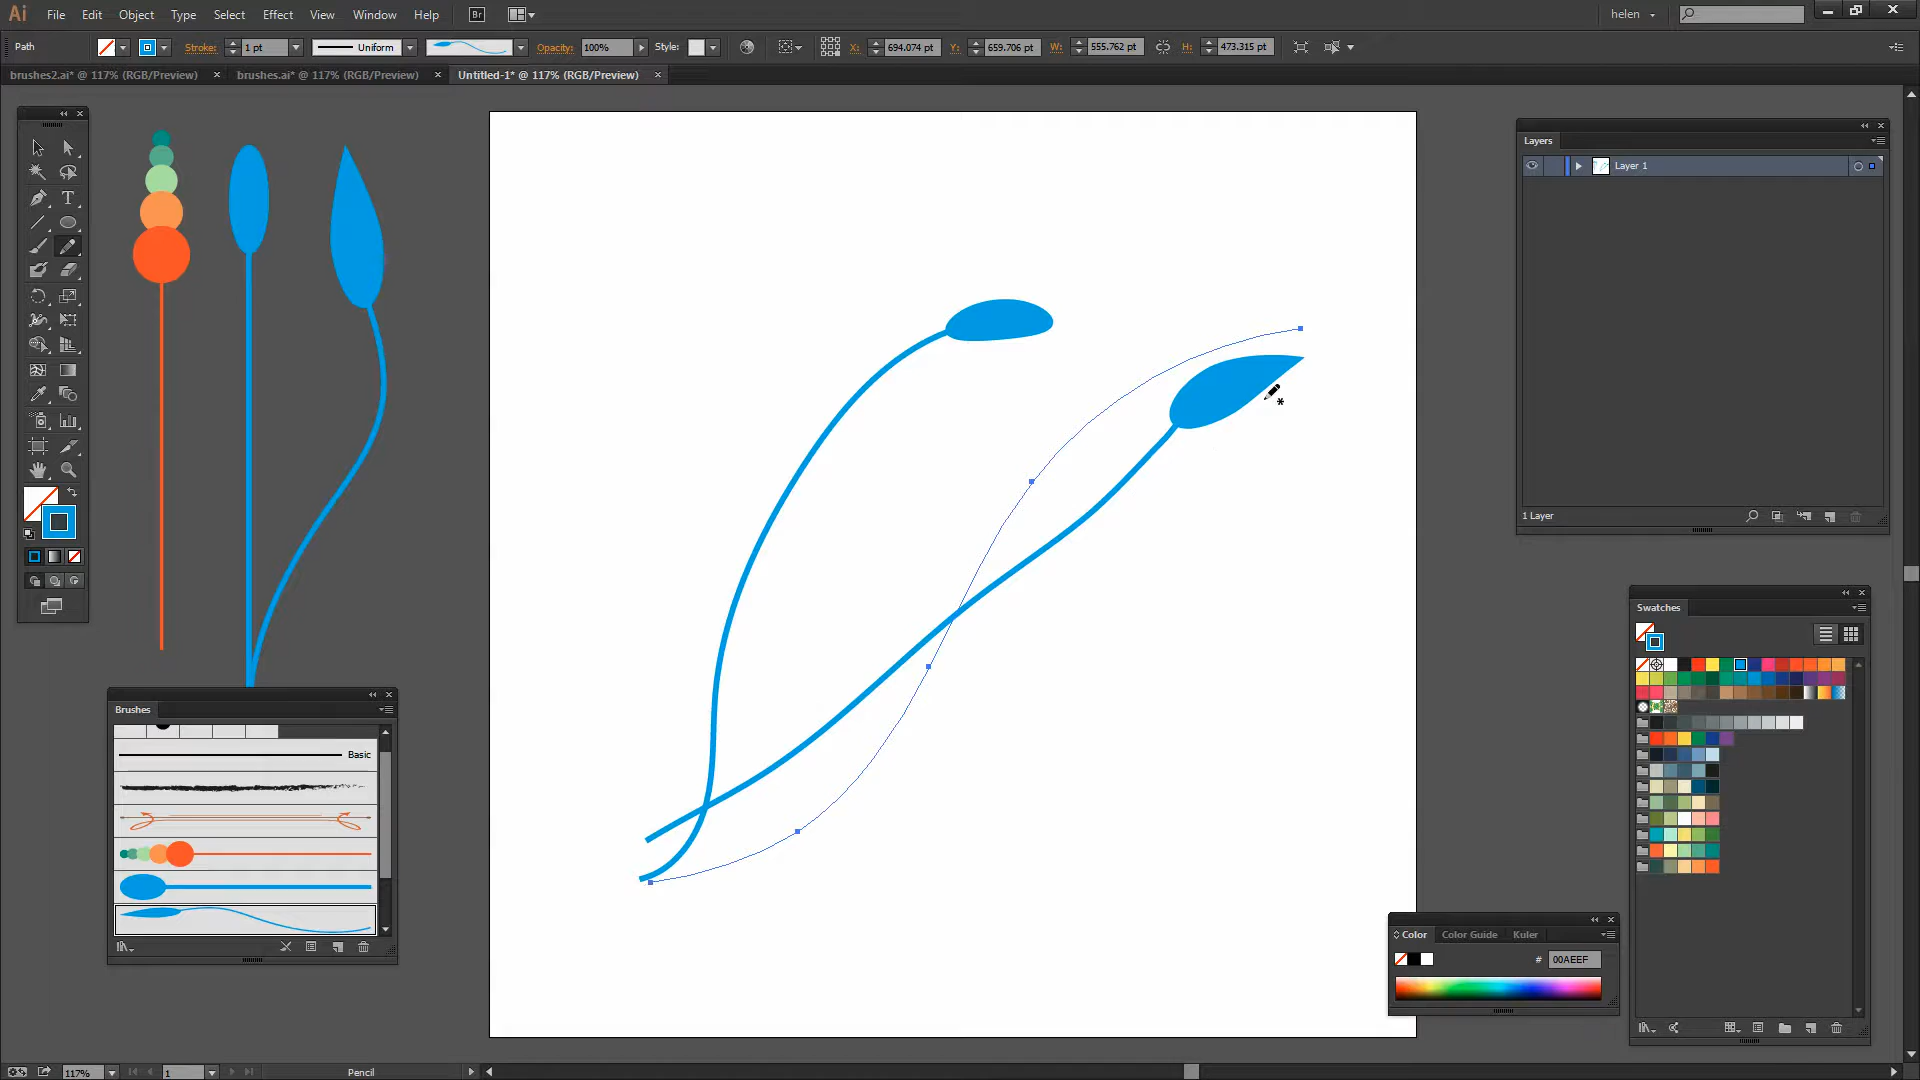 Ai File Edit Object Type Select Effect View Window Help Br helen
Path Stroke: 1 pt Uniform Opacity: 100% Style: X: 694.074 pt Y: 659.706 pt W: 555.762 pt H: 473.315 pt
brushes2.ai* @ 117% (RGB/Preview) × brushes.ai* @ 117% (RGB/Preview) × Untitled-1* @ 117% (RGB/Preview) ×
Layers
Layer 1
1 Layer
Swatches
Brushes
Basic
Color Color Guide Kuler
# 00AEEF
117% 1 Pencil